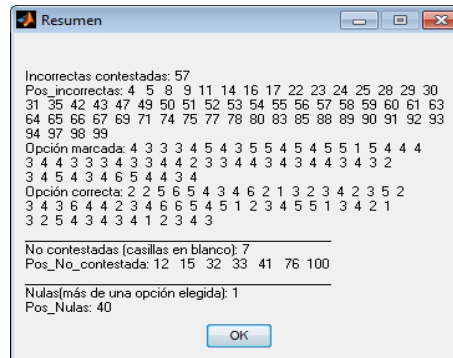 Resumen
Incorrectas contestadas: 57
Pos_incorrectas: 4 5 8 9 11 14 16 17 22 23 24 25 28 29 30
31 35 42 43 47 49 50 51 52 53 54 55 56 57 58 59 60 61 63
64 65 66 67 69 71 74 75 77 78 80 83 85 88 89 90 91 92 93
94 97 98 99
Opción marcada: 4 3 3 3 4 5 4 3 5 5 4 5 4 5 5 1 5 4 4 4
3 4 4 3 3 3 4 3 3 4 4 2 3 3 4 4 3 4 3 4 4 3 4 3 2
3 4 5 4 3 4 6 5 4 4 3 4
Opción correcta: 2 2 5 6 5 4 3 4 6 2 1 3 2 3 4 2 3 5 2
3 4 3 6 4 4 2 3 4 6 6 5 4 5 1 2 3 4 5 5 1 3 4 2 1
3 2 5 4 3 4 3 4 1 2 3 4 3
No contestadas (casillas en blanco): 7
Pos_No_contestada: 12 15 32 33 41 76 100
Nulas(más de una opción elegida): 1
Pos_Nulas: 40
OK